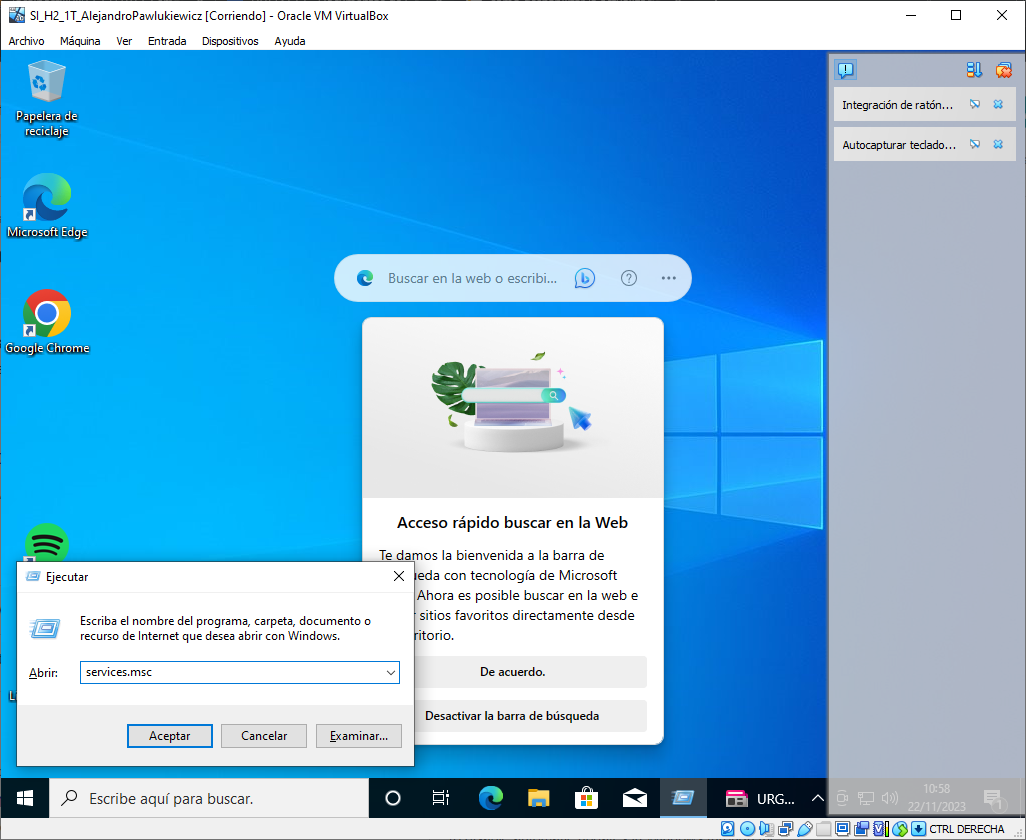 SI_H2_1T_AlejandroPawlukiewicz [Corriendo] - Oracle VM VirtualBox
Archivo Máquina Ver Entrada Dispositivos Ayuda
Integración de ratón...
Autocapturar teclado...
Papelera de
reciclaje
Microsoft Edge
Google Chrome
Buscar en la web o escribi...
Acceso rápido buscar en la Web
Te damos la bienvenida a la barra de
ueda con tecnología de Microsoft
Ahora es posible buscar en la web e
r sitios favoritos directamente desde
ritorio.
De acuerdo.
Desactivar la barra de búsqueda
Ejecutar
Escriba el nombre del programa, carpeta, documento o
recurso de Internet que desea abrir con Windows.
Abrir:
services.msc
Aceptar
Cancelar
Examinar...
Escribe aquí para buscar.
URG...
10:58
22/11/2023
1
CTRL DERECHA